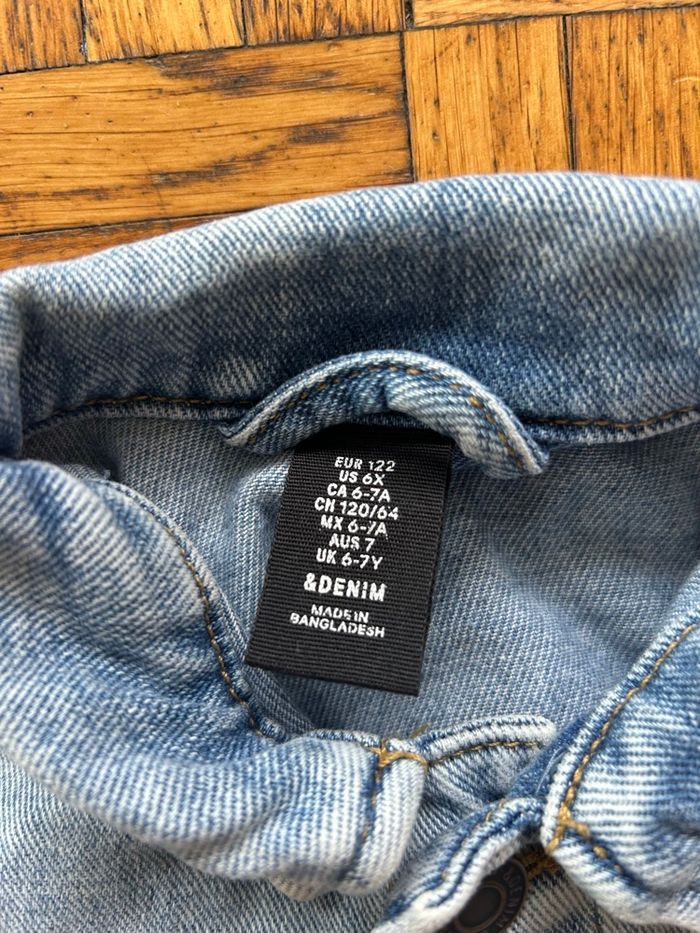 EUR 122
US 6X
CA 6-7A
CN 120/64
MX 6-7A
AUS 7
UK 6-7Y
&DENIM
MADE IN
BANGLADESH